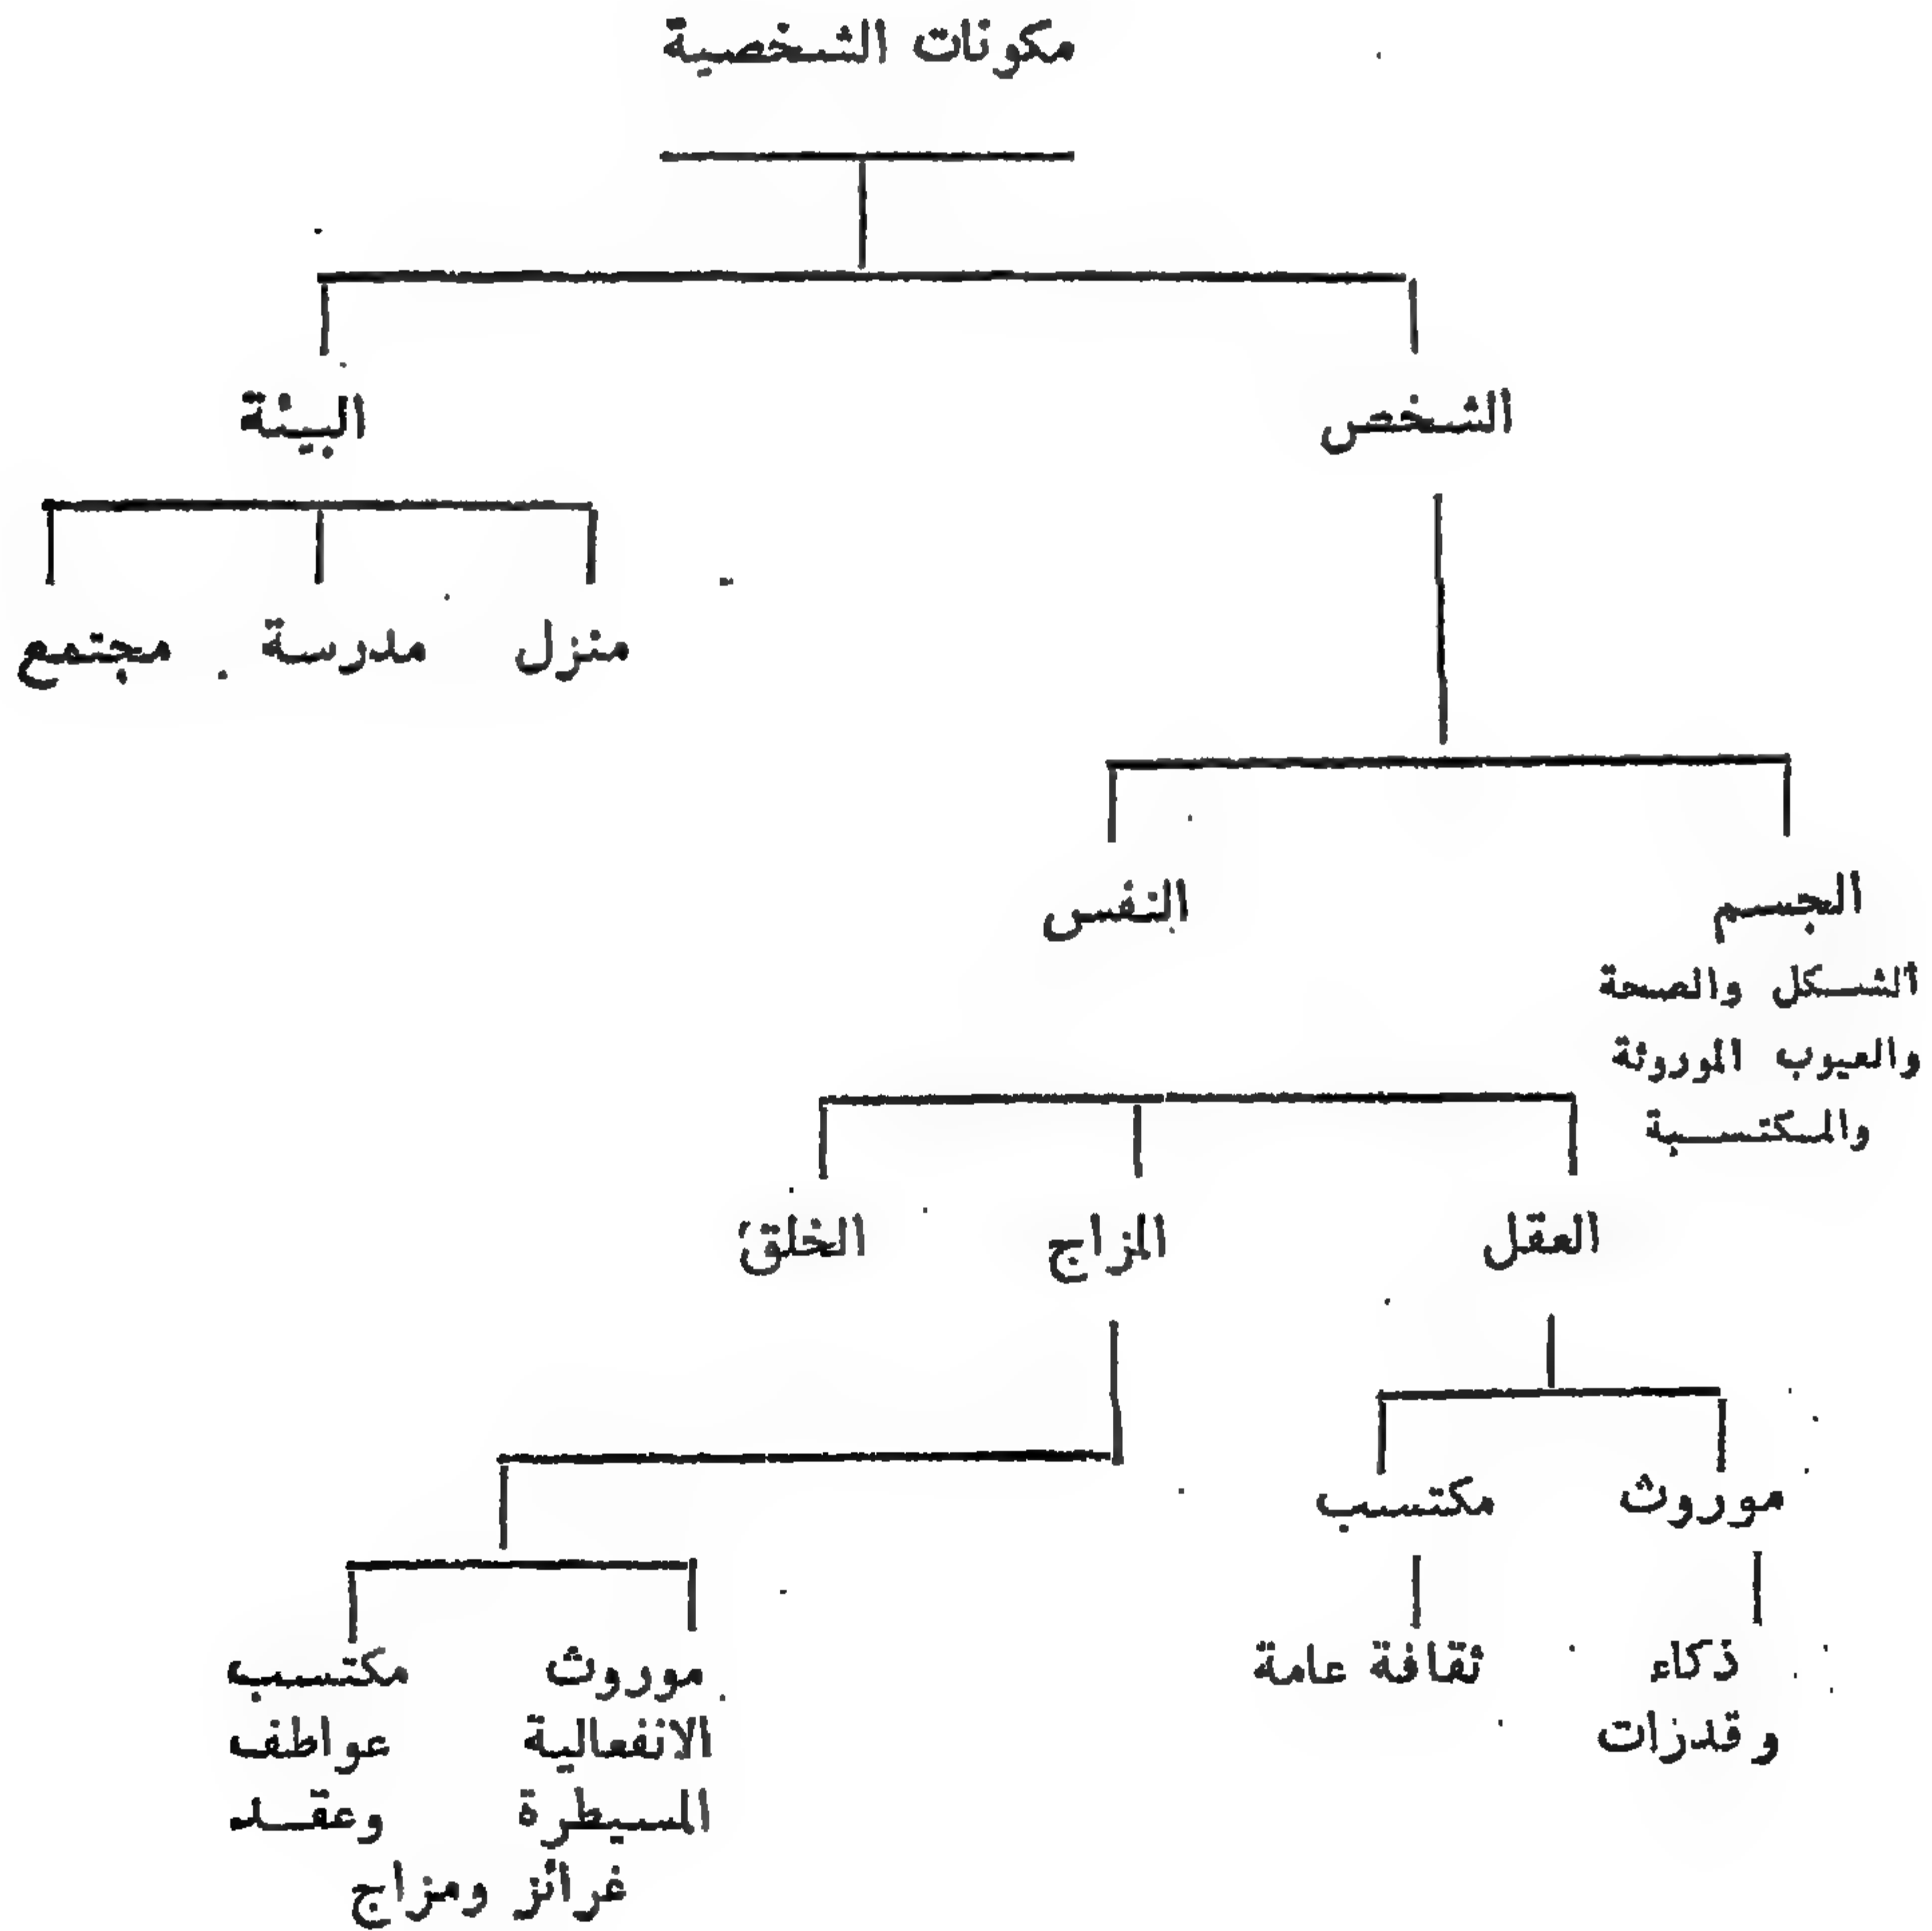 مكونات الشخصية
الشخص
البيئة
منزل
مدرسة
مجتمع
الجسم
الشكل والصحة
والعيوب الموروثة
والمكتسبة
النفس
العقل
المزاج
الخلق
موروث
مكتسب
ذكاء
وقدرات
ثقافة عامة
موروث
الانفعالية
المسيطرة
مكتسب
عواطف
وعقد
غرائز ومزاج